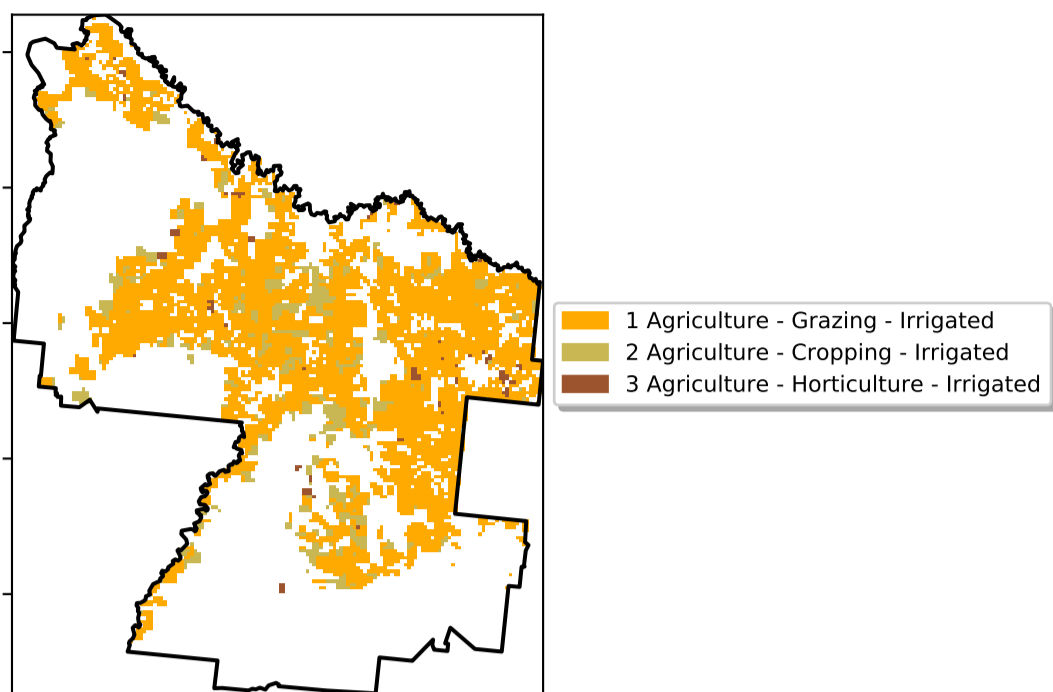 1 Agriculture - Grazing - Irrigated
2 Agriculture - Cropping - Irrigated
3 Agriculture - Horticulture - Irrigated